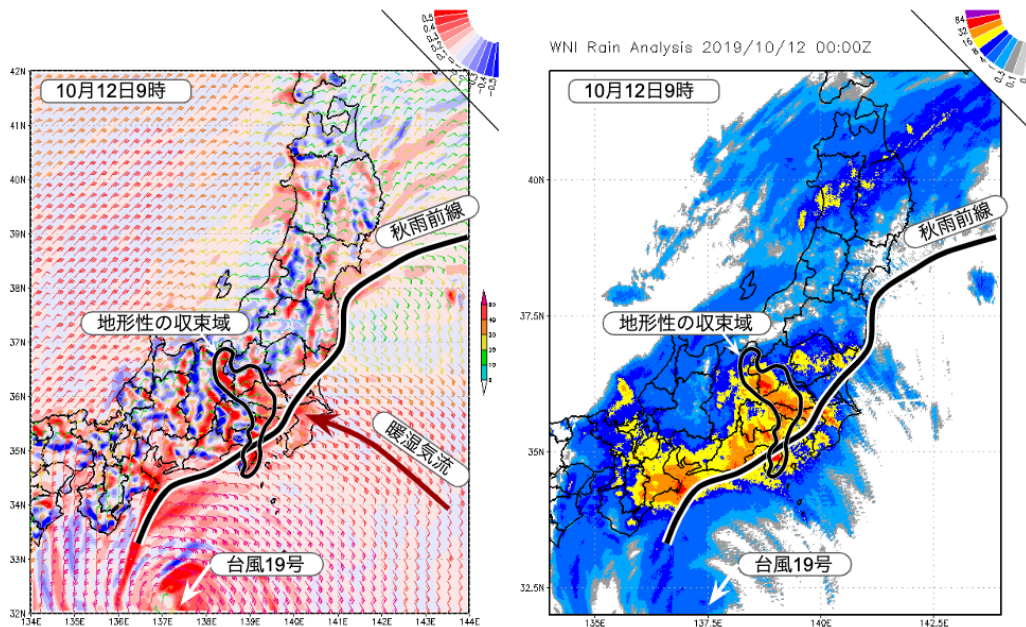 WNI Rain Analysis 2019/10/12 00:00Z
10月12日9時
秋雨前線
地形性の収束域
暖湿気流
台風19号
42N
41N
40N
39N
38N
37N
36N
35N
34N
33N
32N
134E
135E
136E
137E
138E
139E
140E
141E
142E
143E
144E
10月12日9時
秋雨前線
地形性の収束域
台風19号
40N
37.5N
35N
32.5N
135E
137.5E
140E
142.5E